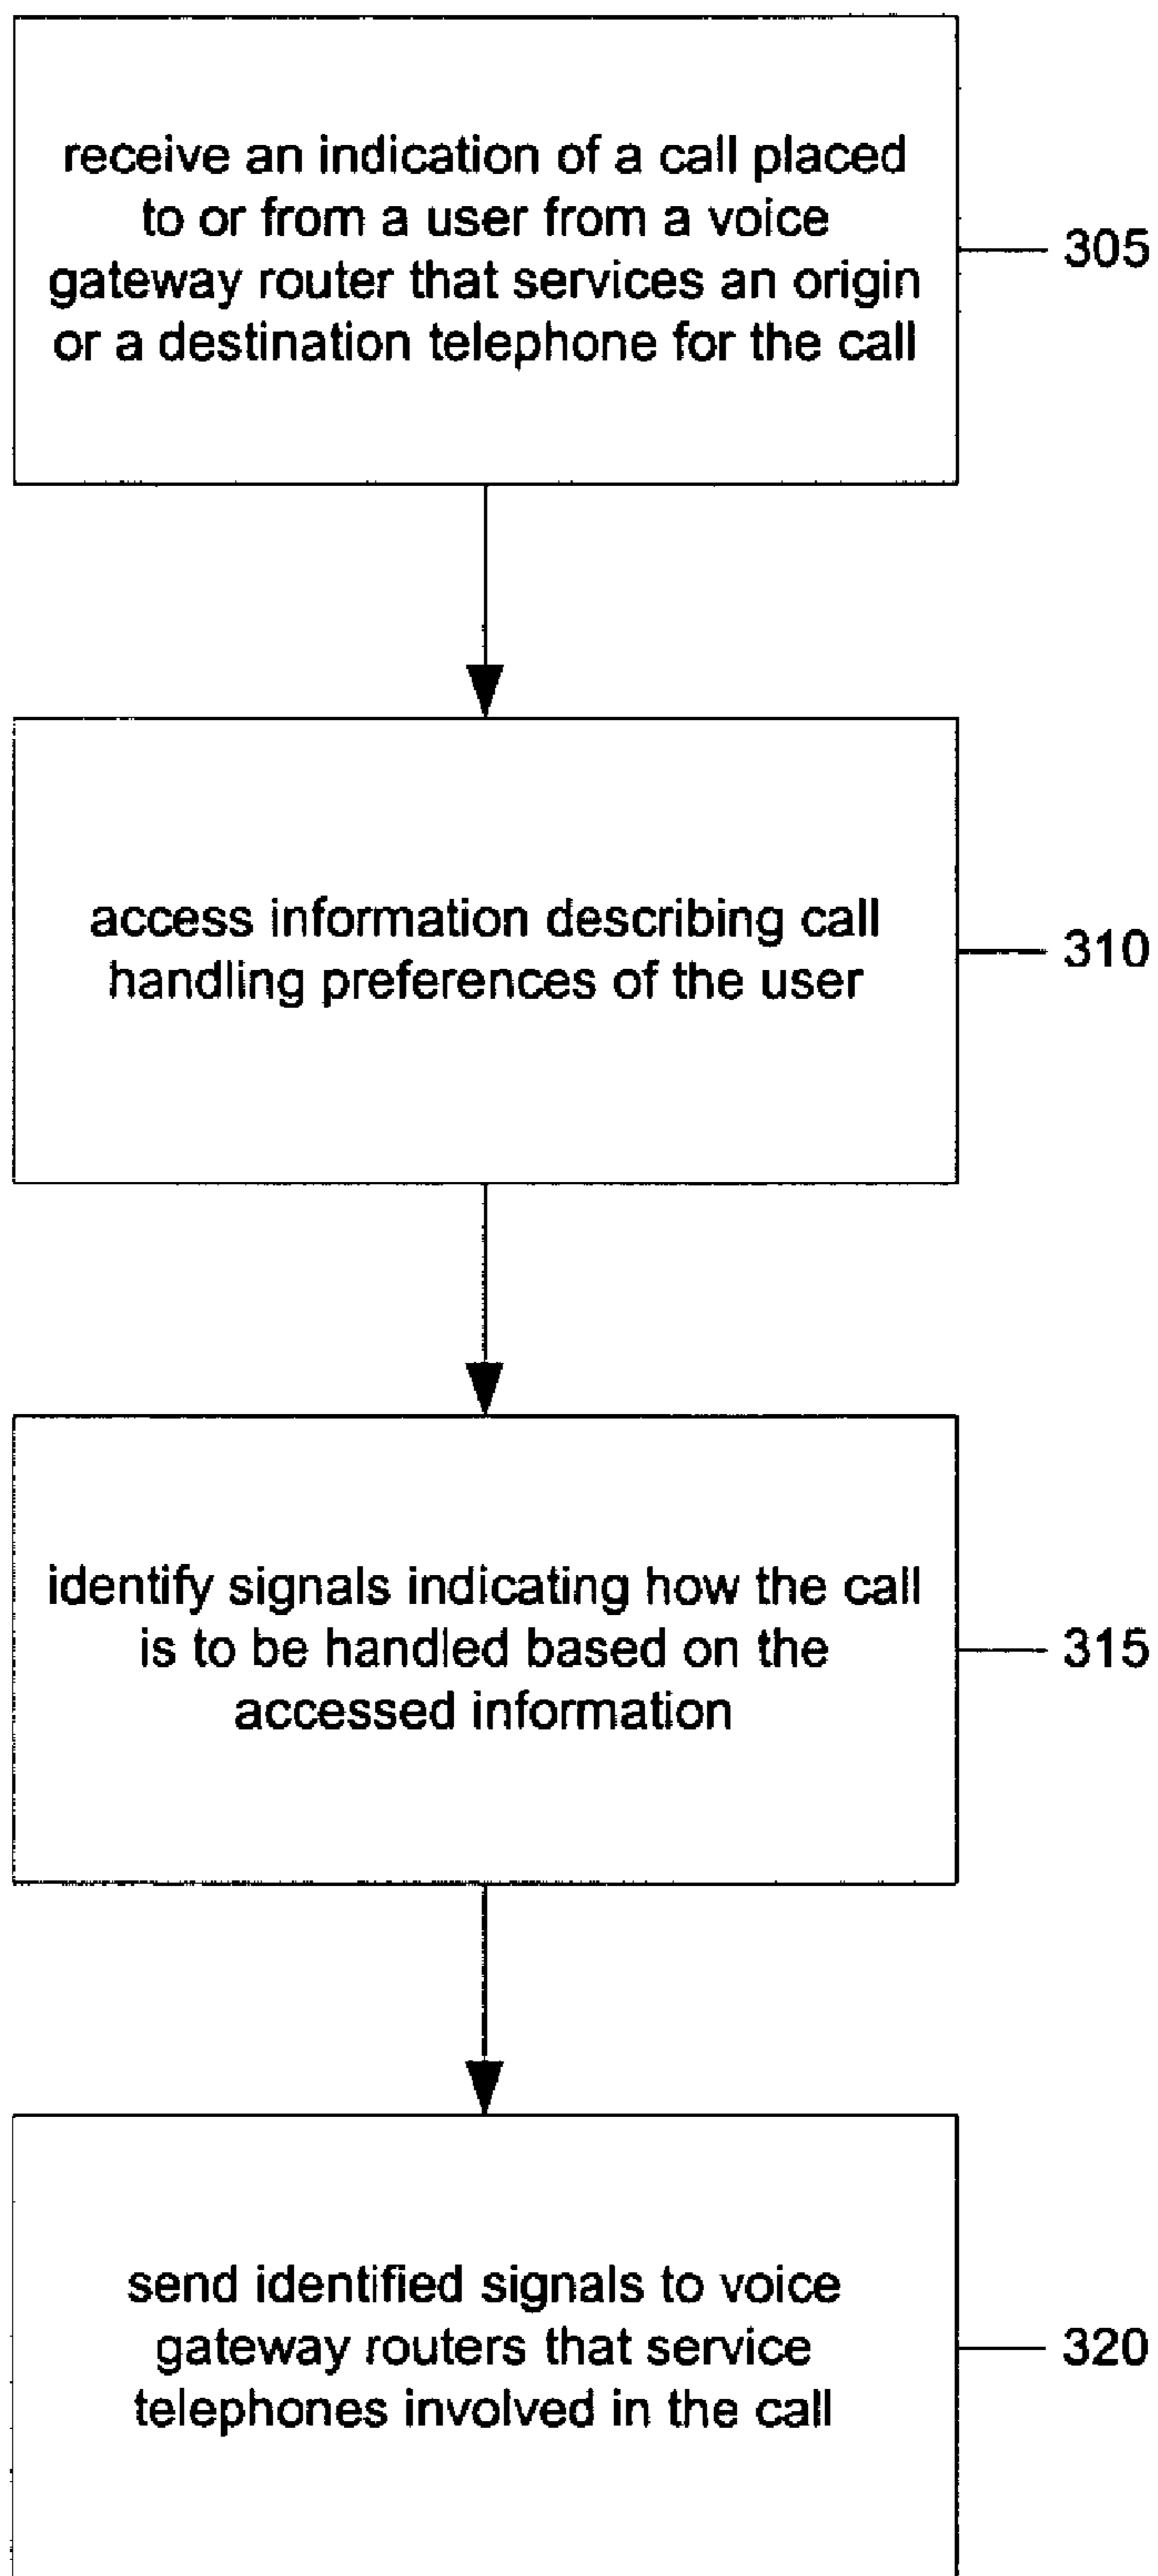 receive an indication of a call placed
to or from a user from a voice
gateway router that services an origin
or a destination telephone for the call
305
access information describing call
handling preferences of the user
310
identify signals indicating how the call
is to be handled based on the
accessed information
315
send identified signals to voice
gateway routers that service
telephones involved in the call
320